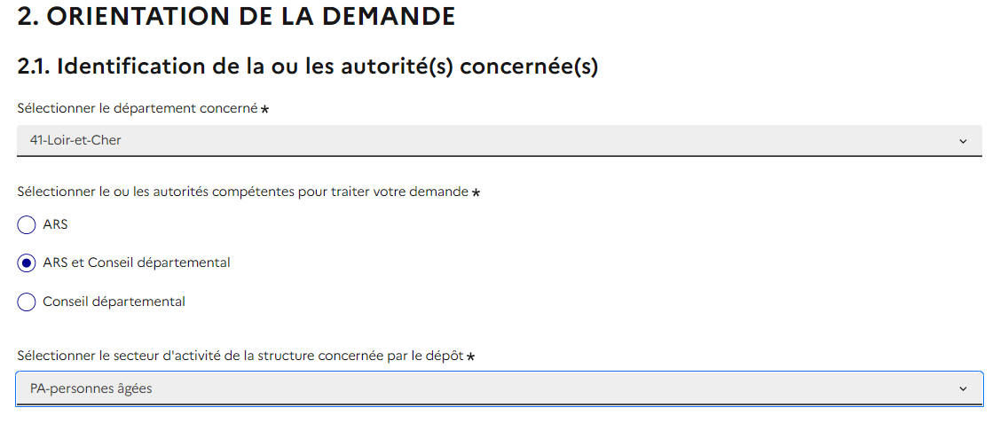 2. ORIENTATION DE LA DEMANDE
2.1. Identification de la ou les autorité(s) concernée(s)
Sélectionner le département concerné *
41-Loir-et-Cher
Sélectionner le ou les autorités compétentes pour traiter votre demande *
ARS
ARS et Conseil départemental
Conseil départemental
Sélectionner le secteur d'activité de la structure concernée par le dépôt *
PA-personnes âgées